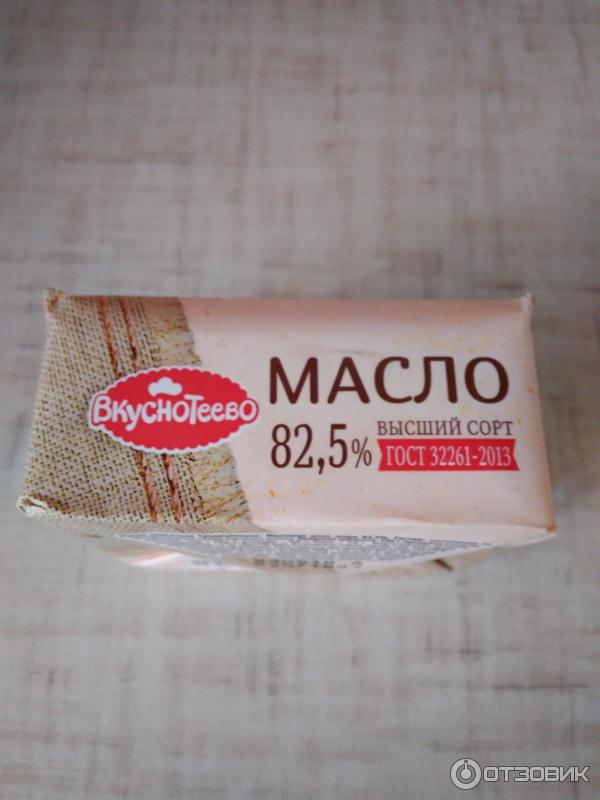 ВКУСНОТЕЕВО
МАСЛО
82,5%
ВЫСШИЙ СОРТ
ГОСТ 32261-2013
ОТЗОВИК